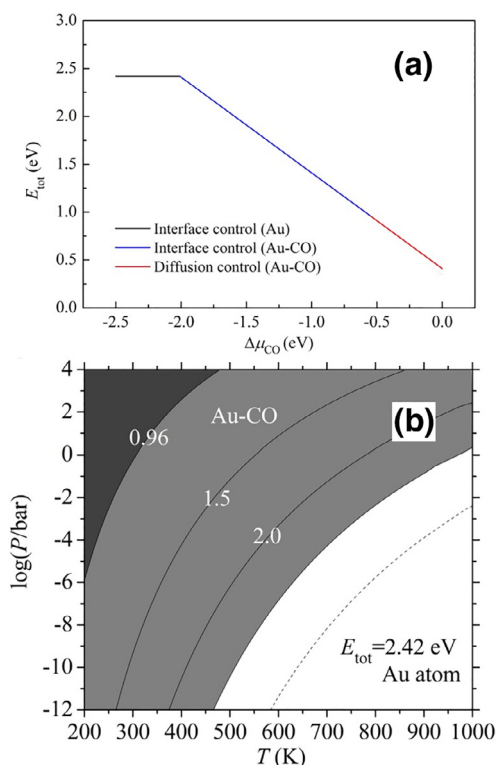 (a)
3.0
2.5
2.0
1.5
1.0
0.5
0.0
E_tot (eV)
Interface control (Au)
Interface control (Au-CO)
Diffusion control (Au-CO)
-2.5 -2.0 -1.5 -1.0 -0.5 0.0
Δμ_CO (eV)
(b)
4
2
0
-2
-4
-6
-8
-10
-12
log(P/bar)
Au-CO
0.96
1.5
2.0
E_tot=2.42 eV
Au atom
200 300 400 500 600 700 800 900 1000
T (K)